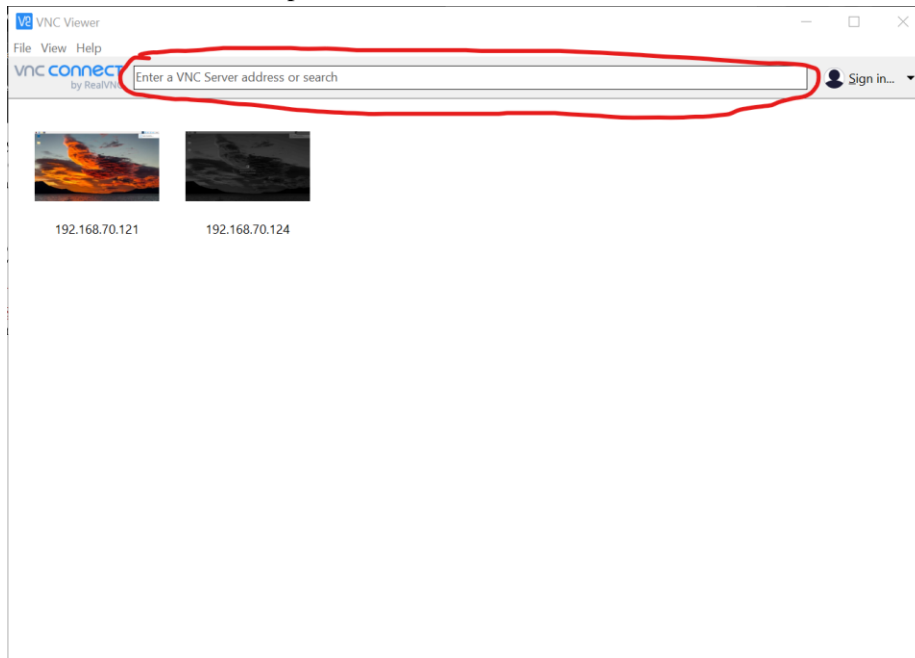 VNC Viewer
File View Help
vnc connect
by RealVNC
Enter a VNC Server address or search
Sign in...
192.168.70.121
192.168.70.124